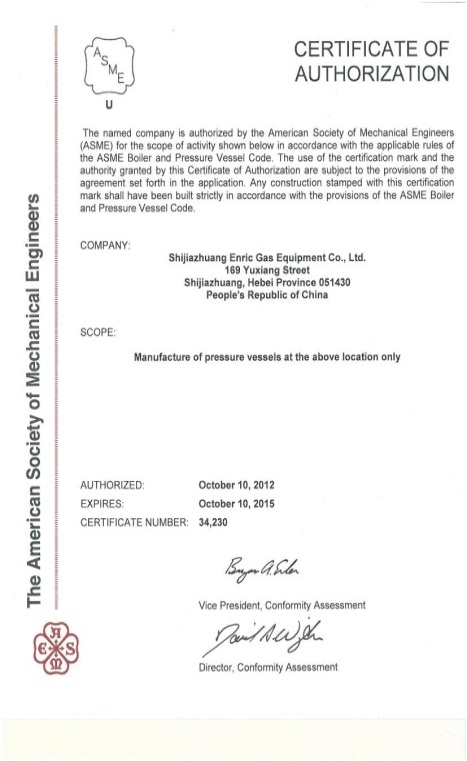 ASME
U
CERTIFICATE OF
AUTHORIZATION
The named company is authorized by the American Society of Mechanical Engineers
(ASME) for the scope of activity shown below in accordance with the applicable rules of
the ASME Boiler and Pressure Vessel Code. The use of the certification mark and the
authority granted by this Certificate of Authorization are subject to the provisions of the
agreement set forth in the application. Any construction stamped with this certification
mark shall have been built strictly in accordance with the provisions of the ASME Boiler
and Pressure Vessel Code.
COMPANY:
Shijiazhuang Enric Gas Equipment Co., Ltd.
169 Yuxiang Street
Shijiazhuang, Hebei Province 051430
People's Republic of China
SCOPE:
Manufacture of pressure vessels at the above location only
AUTHORIZED: October 10, 2012
EXPIRES: October 10, 2015
CERTIFICATE NUMBER: 34,230
Vice President, Conformity Assessment
Director, Conformity Assessment
The American Society of Mechanical Engineers
ASME